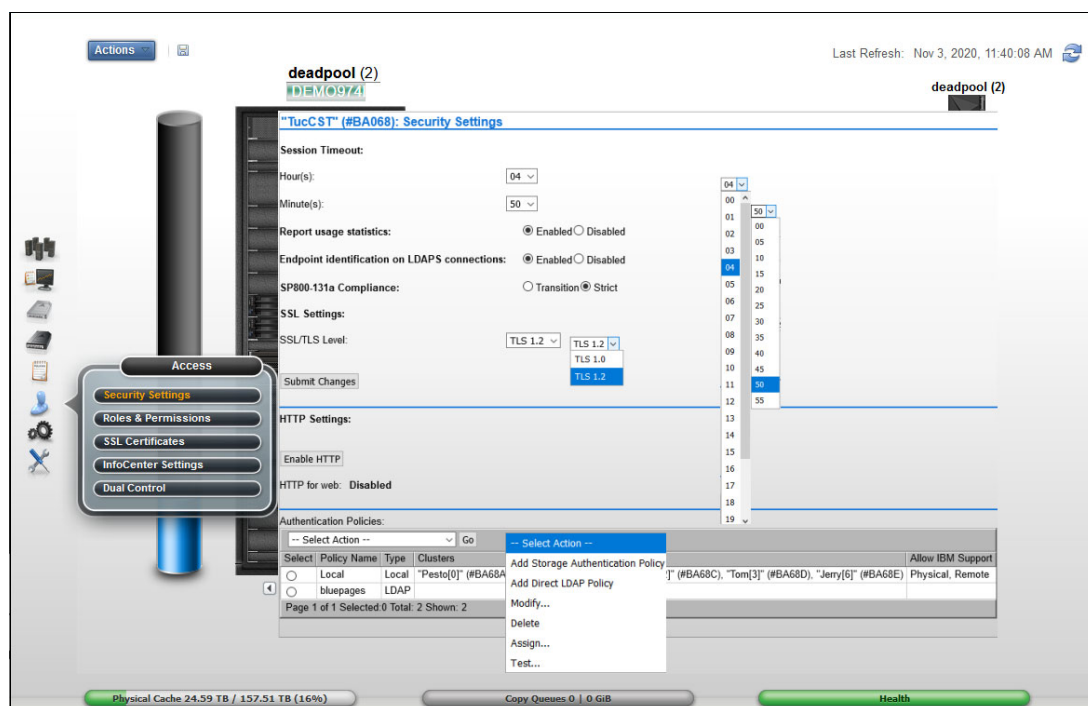 Actions
Last Refresh: Nov 3, 2020, 11:40:08 AM
deadpool (2)
DEMO974
deadpool (2)
"TucCST" (#BA068): Security Settings
Session Timeout:
Hour(s): 04
Minute(s): 50
Report usage statistics: Enabled Disabled
Endpoint identification on LDAPS connections: Enabled Disabled
SP800-131a Compliance: Transition Strict
SSL Settings:
SSL/TLS Level: TLS 1.2
TLS 1.2
TLS 1.0
TLS 1.2
Submit Changes
04
00
01
02
03
04
05
06
07
08
09
10
11
12
13
14
15
16
17
18
19
50
00
05
10
15
20
25
30
35
40
45
50
55
Access
Security Settings
Roles & Permissions
SSL Certificates
InfoCenter Settings
Dual Control
HTTP Settings:
Enable HTTP
HTTP for web: Disabled
Authentication Policies:
-- Select Action -- Go
Select Policy Name Type Clusters Allow IBM Support
Local Local "Pesto[0]" (#BA68A (#BA68C), "Tom[3]" (#BA68D), "Jerry[6]" (#BA68E) Physical, Remote
bluepages LDAP
Page 1 of 1 Selected:0 Total: 2 Shown: 2
-- Select Action --
Add Storage Authentication Policy
Add Direct LDAP Policy
Modify...
Delete
Assign...
Test...
Physical Cache 24.59 TB / 157.51 TB (16%)
Copy Queues 0 | 0 GiB
Health